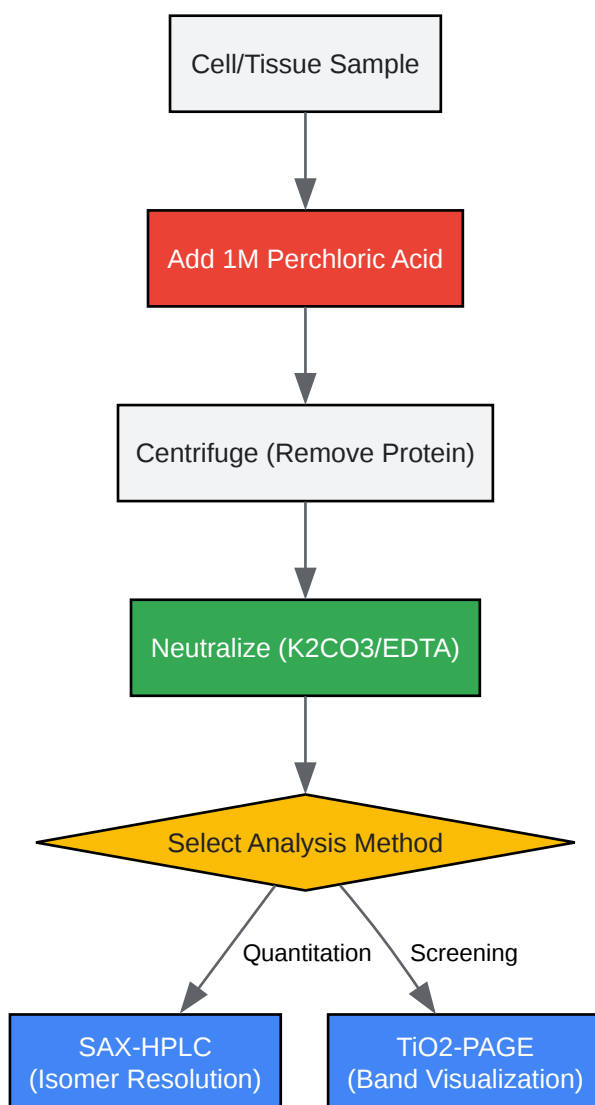 Cell/Tissue Sample
Add 1M Perchloric Acid
Centrifuge (Remove Protein)
Neutralize (K2CO3/EDTA)
Select Analysis Method
Quantitation
Screening
SAX-HPLC
(Isomer Resolution)
TiO2-PAGE
(Band Visualization)